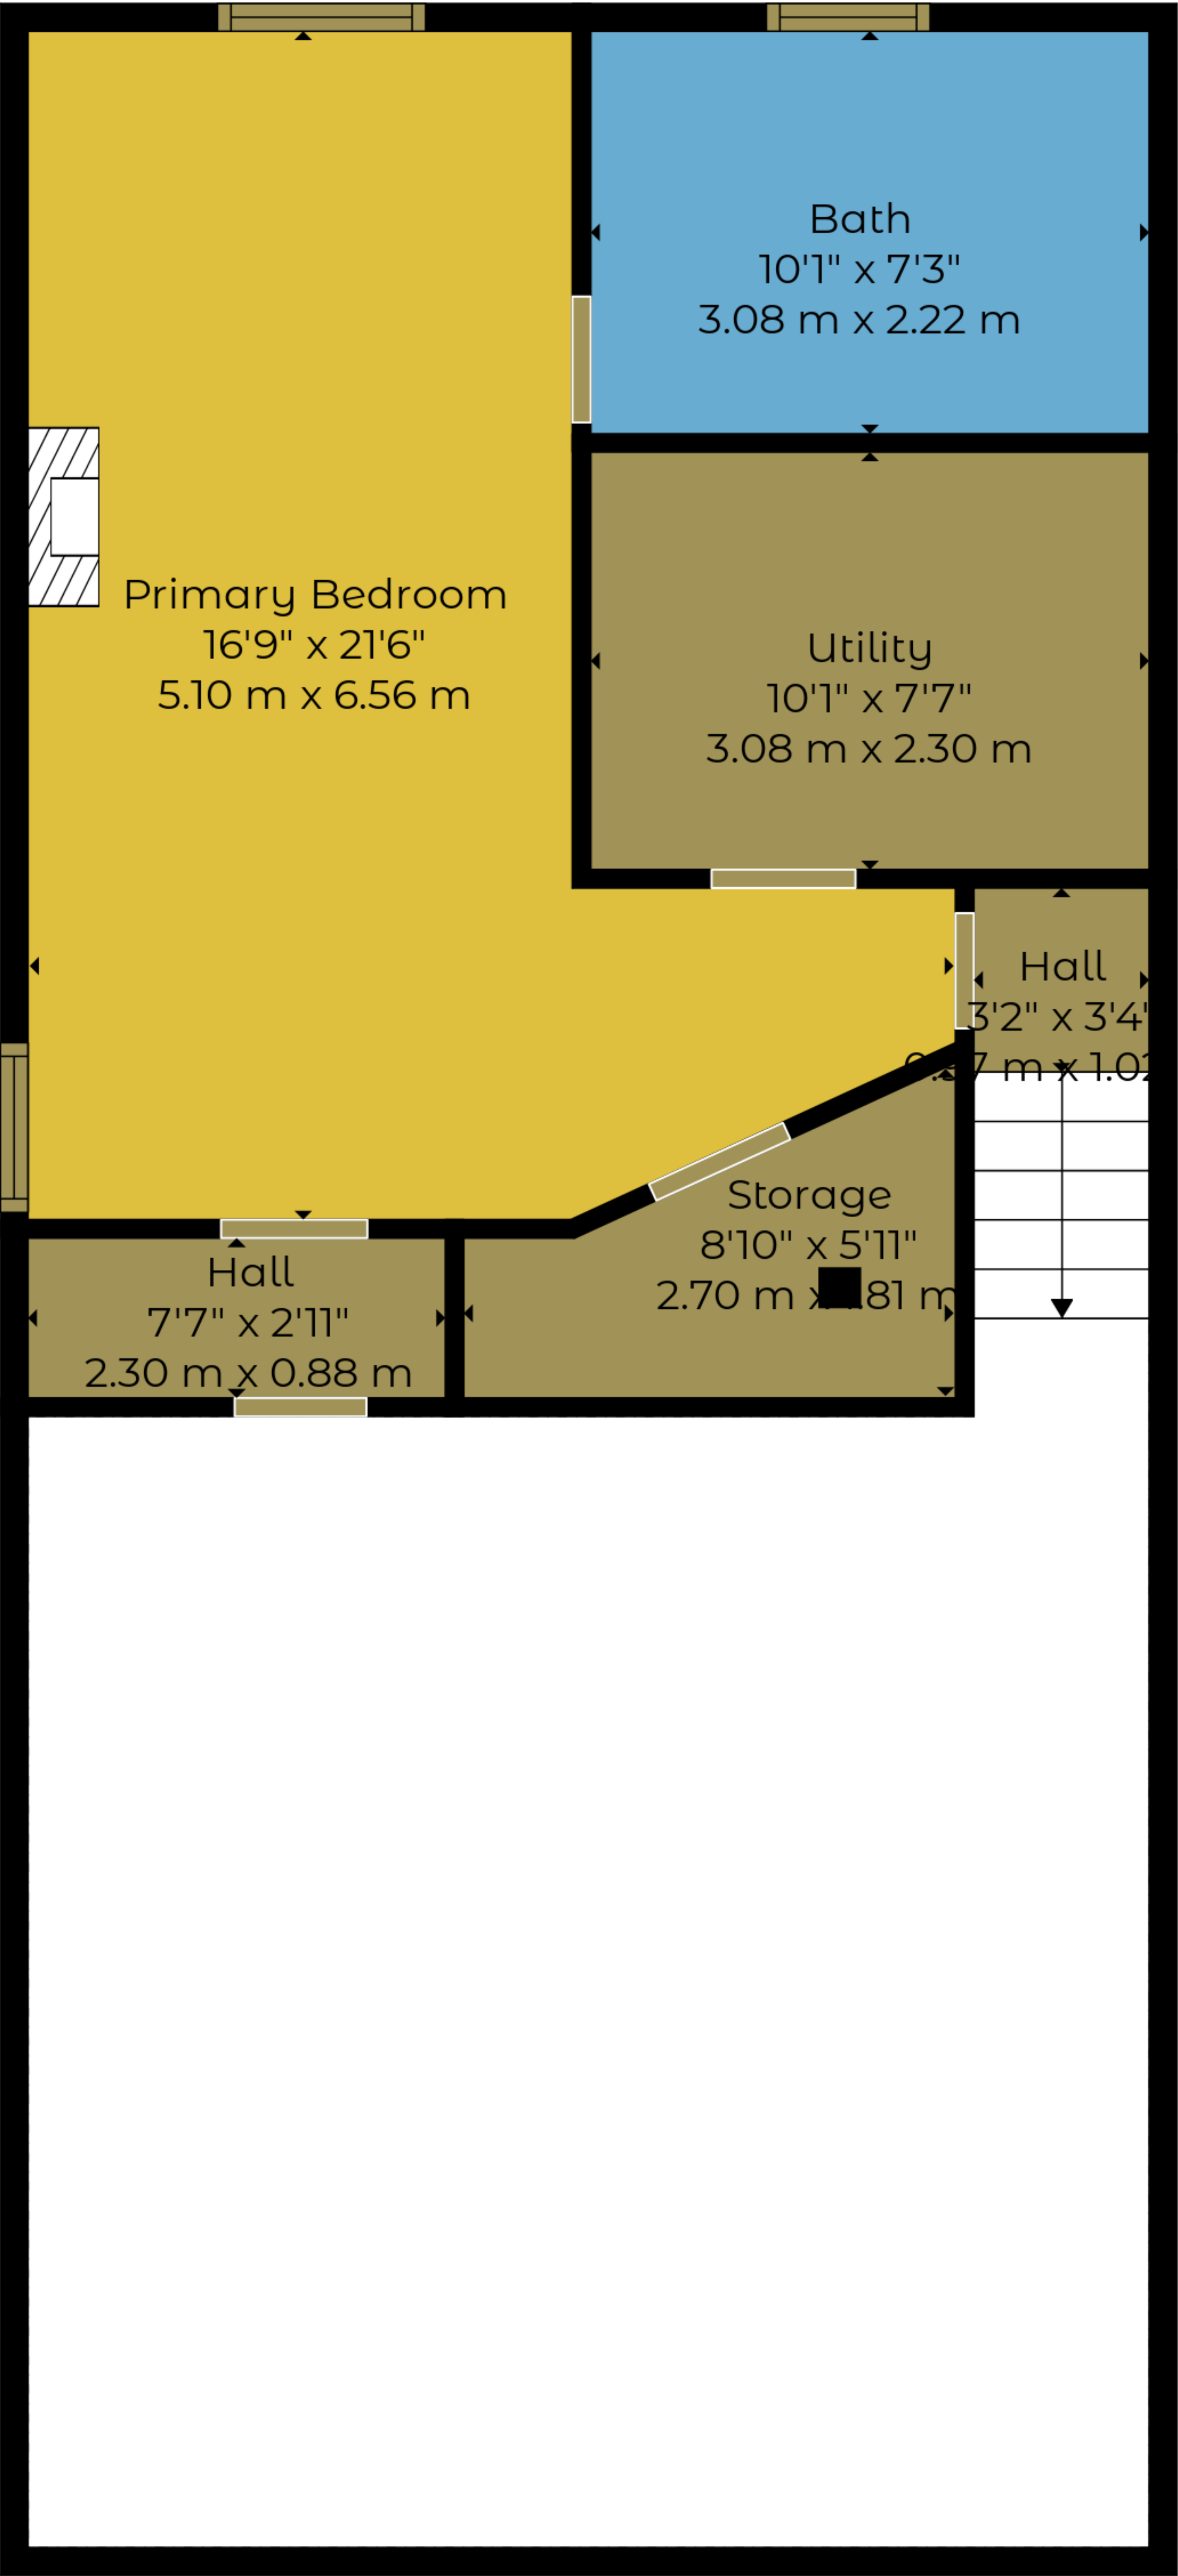 Bath
10'1" x 7'3"
3.08 m x 2.22 m
Primary Bedroom
16'9" x 21'6"
5.10 m x 6.56 m
Utility
10'1" x 7'7"
3.08 m x 2.30 m
Hall
3'2" x 3'4"
m x
Storage
8'10" x 5'11"
2.70 m x m
Hall
7'7" x 2'11"
2.30 m x 0.88 m